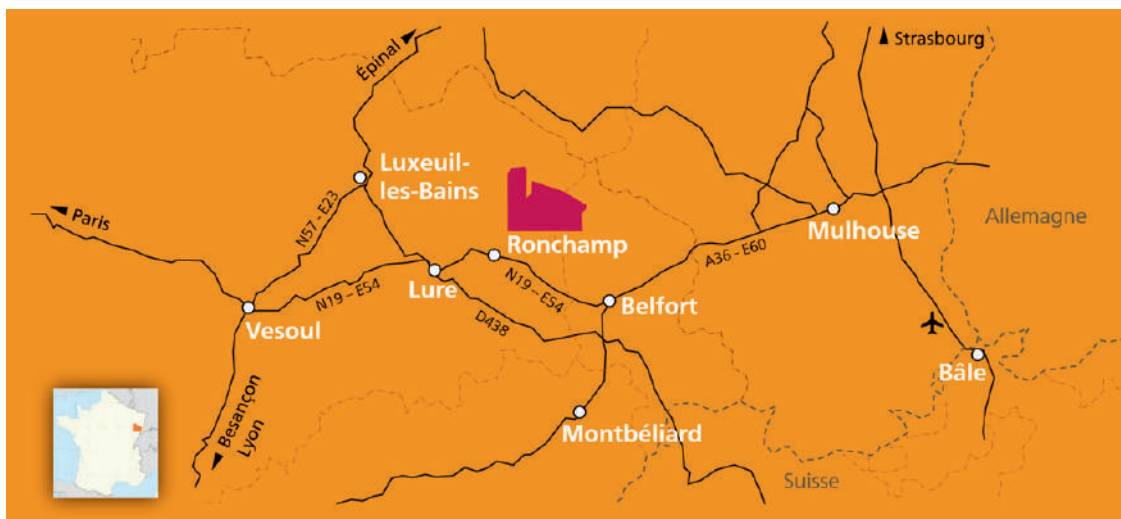 Épinal
Strasbourg
Luxeuil-
les-Bains
Paris
N57 - E23
Ronchamp
Mulhouse
Allemagne
A36 - E60
N19 – E54
Lure
N19 – E54
Belfort
Vesoul
D438
Bâle
Besançon
Lyon
Montbéliard
Suisse